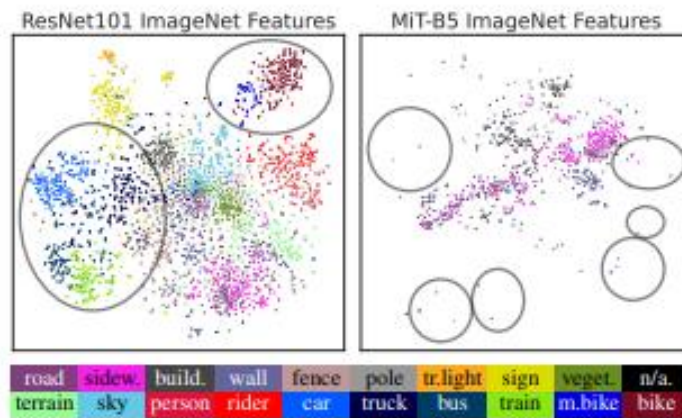 ResNet101 ImageNet Features MiT-B5 ImageNet Features
road sidew. build. wall fence pole tr.light sign veget. n/a.
terrain sky person rider car truck bus train m.bike bike